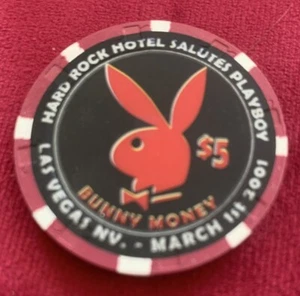 HARD ROCK HOTEL SALUTES PLAYBOY
$5
BUNNY MONEY
LAS VEGAS NV. - MARCH 1st 2001